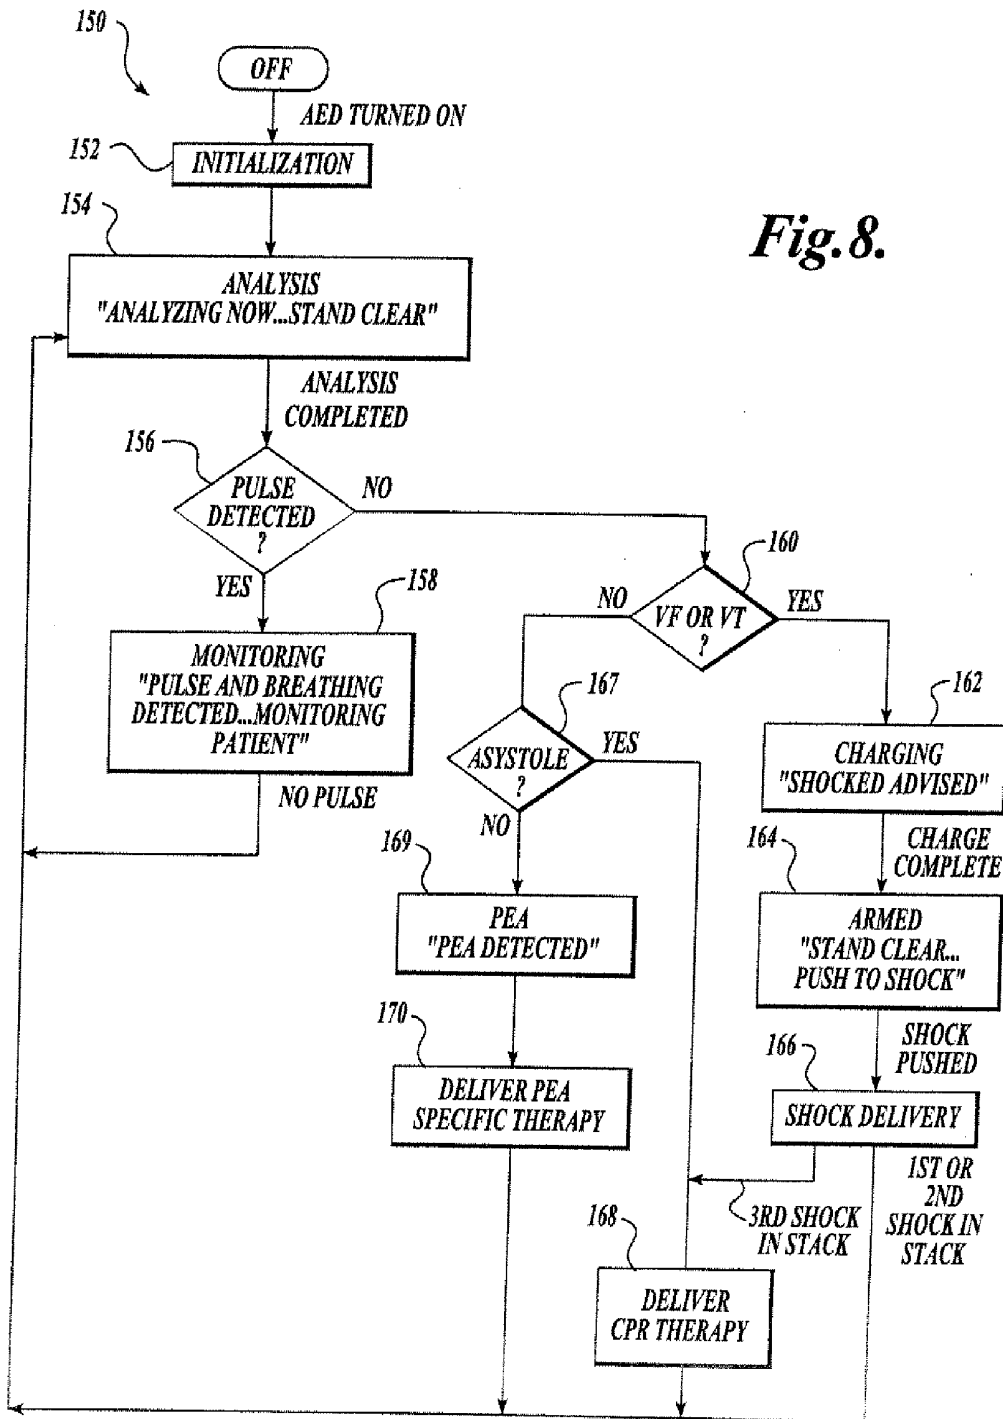 150
OFF
AED TURNED ON
152
INITIALIZATION
154
Fig.8.
ANALYSIS
"ANALYZING NOW...STAND CLEAR"
ANALYSIS
COMPLETED
156
PULSE
DETECTED
?
NO
YES
160
VF OR VT
?
NO
YES
158
MONITORING
"PULSE AND BREATHING
DETECTED...MONITORING
PATIENT"
NO PULSE
167
ASYSTOLE
?
YES
NO
162
CHARGING
"SHOCKED ADVISED"
CHARGE
COMPLETE
169
PEA
"PEA DETECTED"
164
ARMED
"STAND CLEAR...
PUSH TO SHOCK"
SHOCK
PUSHED
170
DELIVER PEA
SPECIFIC THERAPY
166
SHOCK DELIVERY
1ST OR
2ND
SHOCK IN
STACK
3RD SHOCK
IN STACK
168
DELIVER
CPR THERAPY